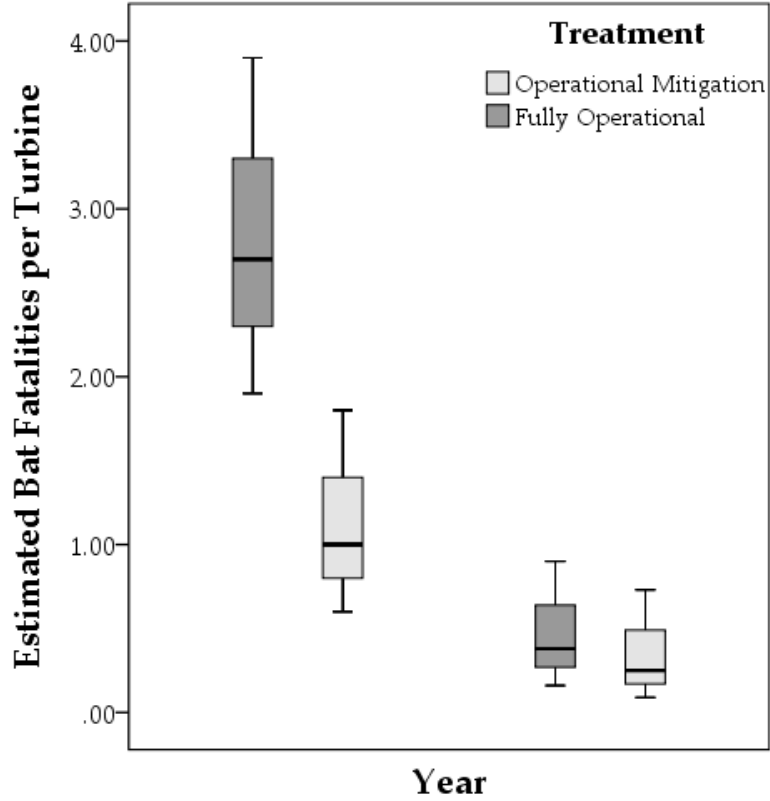 Treatment
Operational Mitigation
Fully Operational
Estimated Bat Fatalities per Turbine
4.00
3.00
2.00
1.00
.00
Year